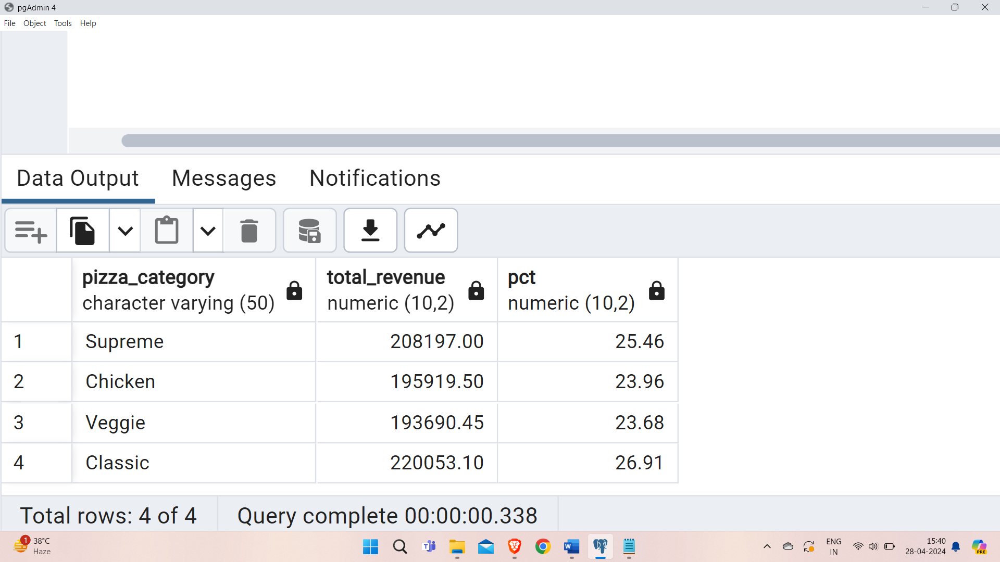 pgAdmin 4
File Object Tools Help
Data Output Messages Notifications
pizza_category total_revenue pct
character varying (50) numeric (10,2) numeric (10,2)
1 Supreme 208197.00 25.46
2 Chicken 195919.50 23.96
3 Veggie 193690.45 23.68
4 Classic 220053.10 26.91
Total rows: 4 of 4 Query complete 00:00:00.338
1 38°C
Haze
ENG
IN
15:40
28-04-2024
PRE